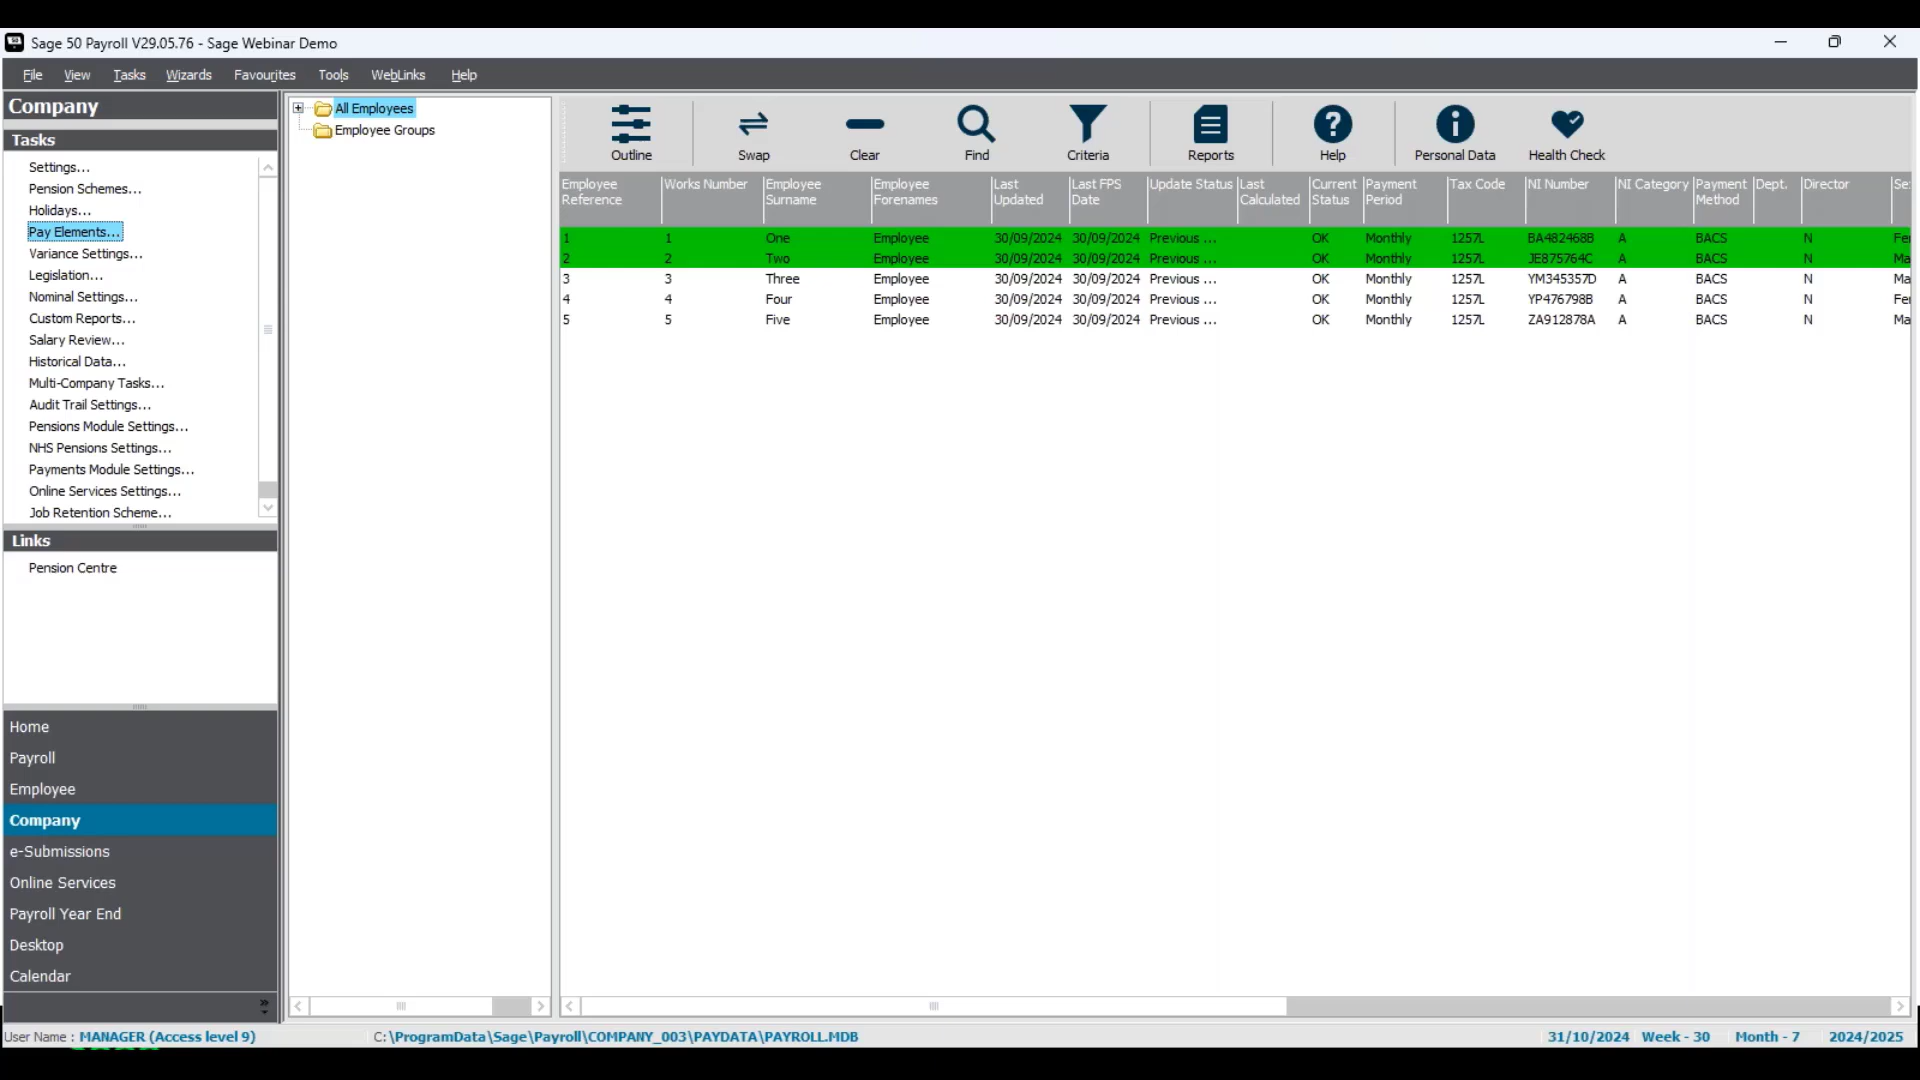 Sage 50 Payroll V29.05.76 - Sage Webinar Demo
File View Tasks Wizards Favourites Tools WebLinks Help
Company
Tasks
Settings...
Pension Schemes...
Holidays...
Pay Elements...
Variance Settings...
Legislation...
Nominal Settings...
Custom Reports...
Salary Review...
Historical Data...
Multi-Company Tasks...
Audit Trail Settings...
Pensions Module Settings...
NHS Pensions Settings...
Payments Module Settings...
Online Services Settings...
Job Retention Scheme...
Links
Pension Centre
Home
Payroll
Employee
Company
e-Submissions
Online Services
Payroll Year End
Desktop
Calendar
All Employees
Employee Groups
Outline Swap Clear Find Criteria Reports Help Personal Data Health Check
Employee Reference Works Number Employee Surname Employee Forenames Last Updated Last FPS Date Update Status Last Calculated Current Status Payment Period Tax Code NI Number NI Category Payment Method Dept. Director
1 1 One Employee 30/09/2024 30/09/2024 Previous ... OK Monthly 1257L BA482468B A BACS N Fe
2 2 Two Employee 30/09/2024 30/09/2024 Previous ... OK Monthly 1257L JE875764C A BACS N Ma
3 3 Three Employee 30/09/2024 30/09/2024 Previous ... OK Monthly 1257L YM345357D A BACS N Ma
4 4 Four Employee 30/09/2024 30/09/2024 Previous ... OK Monthly 1257L YP476798B A BACS N Fe
5 5 Five Employee 30/09/2024 30/09/2024 Previous ... OK Monthly 1257L ZA912878A A BACS N Ma
User Name : MANAGER (Access level 9) C:\ProgramData\Sage\Payroll\COMPANY_003\PAYDATA\PAYROLL.MDB 31/10/2024 Week - 30 Month - 7 2024/2025